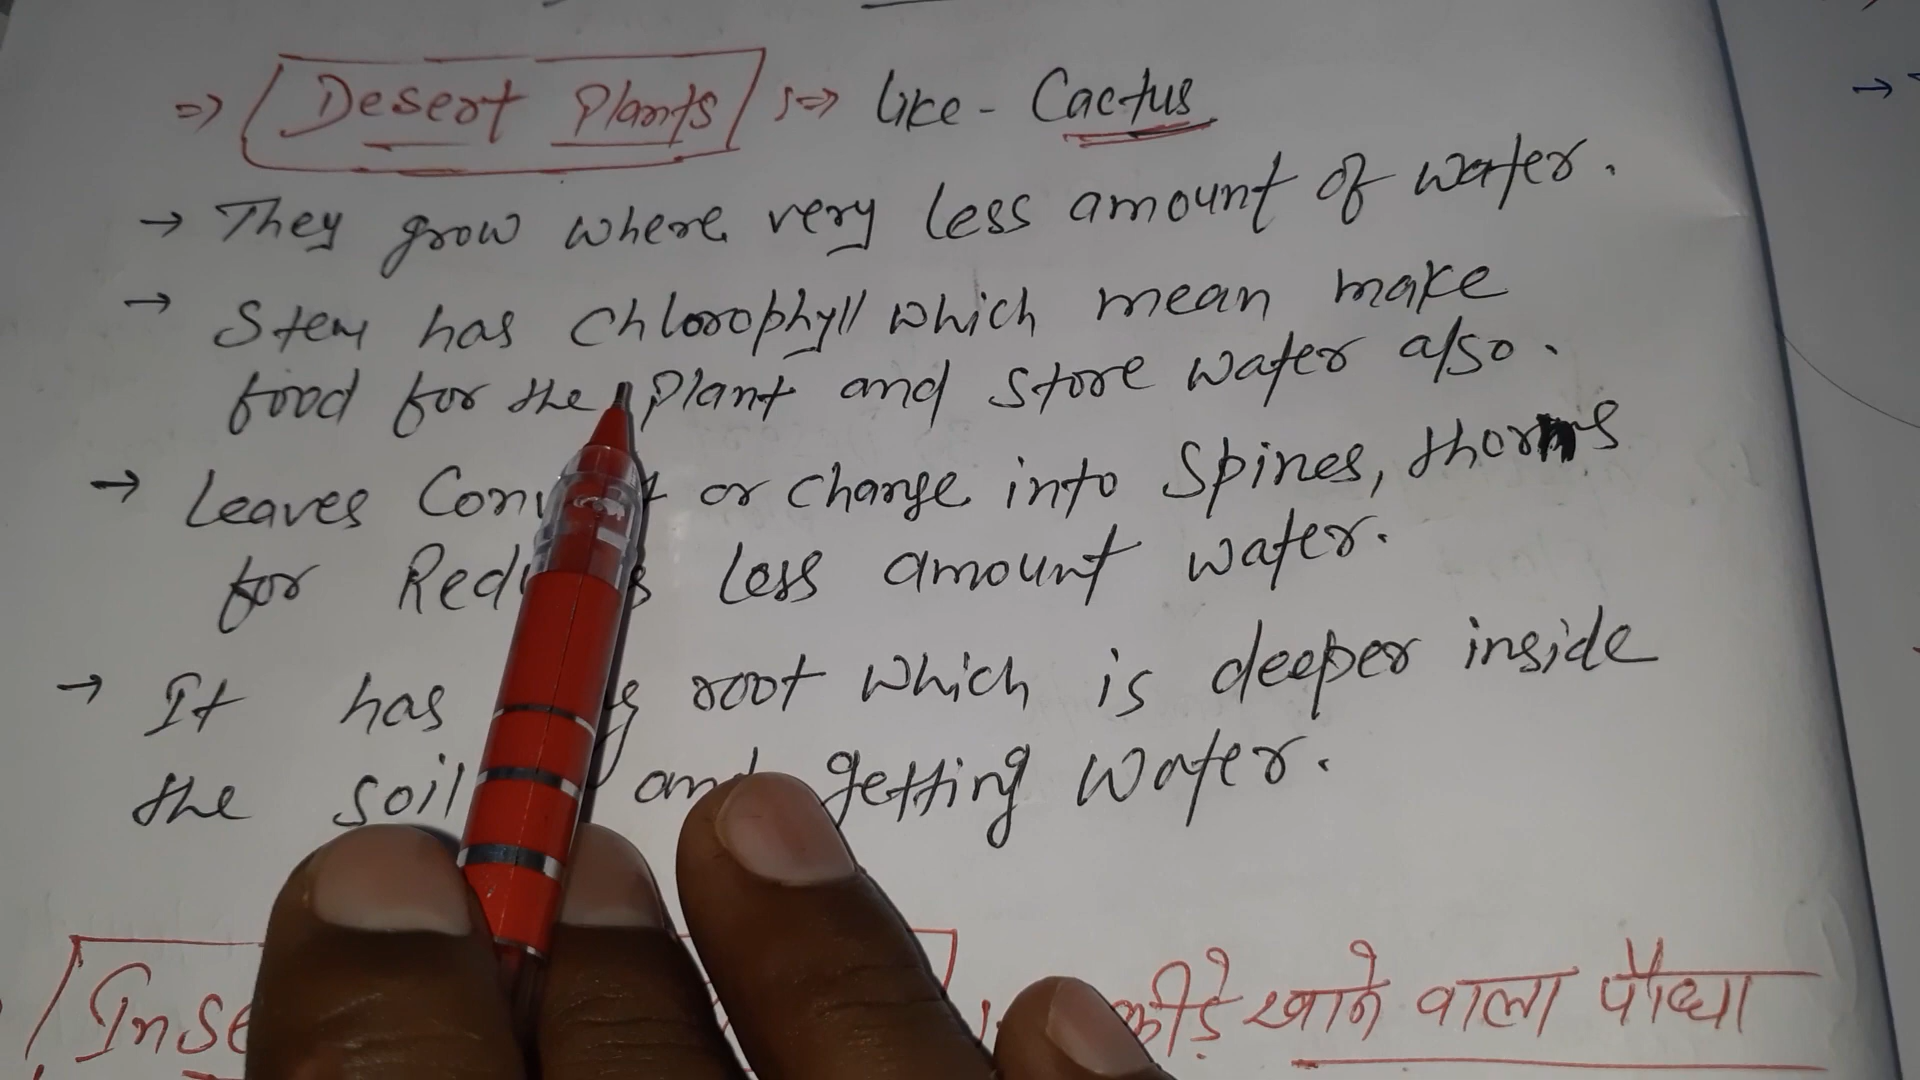 ⇒ Desert Plants :⇒ like - Cactus
→ They grow where very less amount of water.
→ Stem has chlorophyll which mean make
food for the plant and store water also.
→ Leaves or change into Spines, thorns
for less amount water.
→ It has root which is deeper inside
the soil and getting water.
कीड़े खाने वाला पौधा